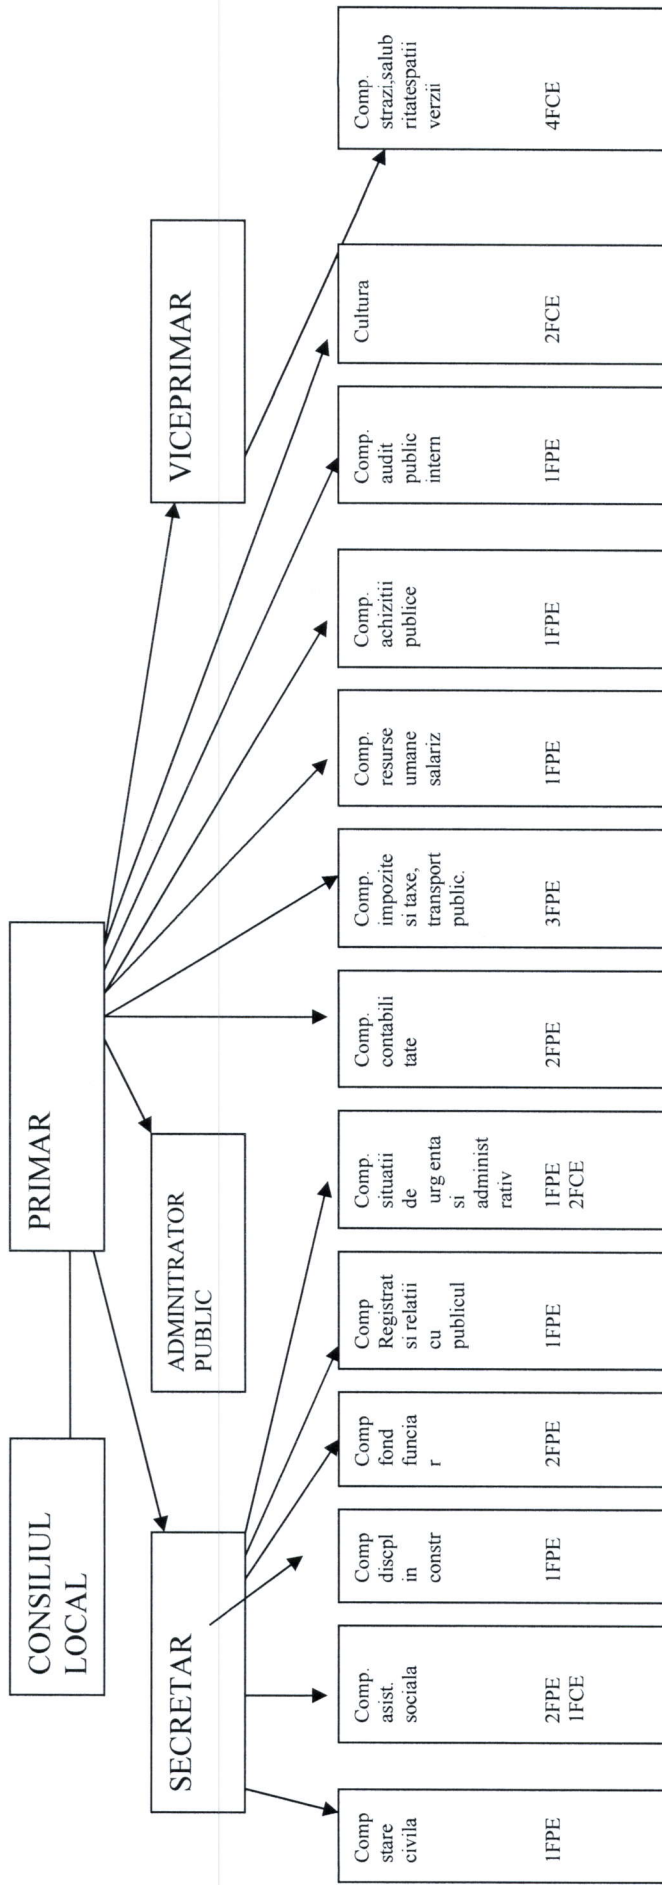 CONSILIUL
LOCAL
PRIMAR
SECRETAR
ADMINITRATOR
PUBLIC
VICEPRIMAR
Comp
stare
civila
1FPE
Comp.
asist.
sociala
2FPE
1FCE
Comp
discpl
in
constr
1FPE
Comp
fond
funcia
r
2FPE
Comp
Registrat
si relatii
cu
publicul
1FPE
Comp.
situatii
de
urg enta
si
administ
rativ
1FPE
2FCE
Comp.
contabili
tate
2FPE
Comp.
impozite
si taxe,
transport
public.
3FPE
Comp.
resurse
umane
salariz
1FPE
Comp.
achizitii
publice
1FPE
Comp.
audit
public
intern
1FPE
Cultura
2FCE
Comp.
strazi,salub
ritatespatii
verzii
4FCE